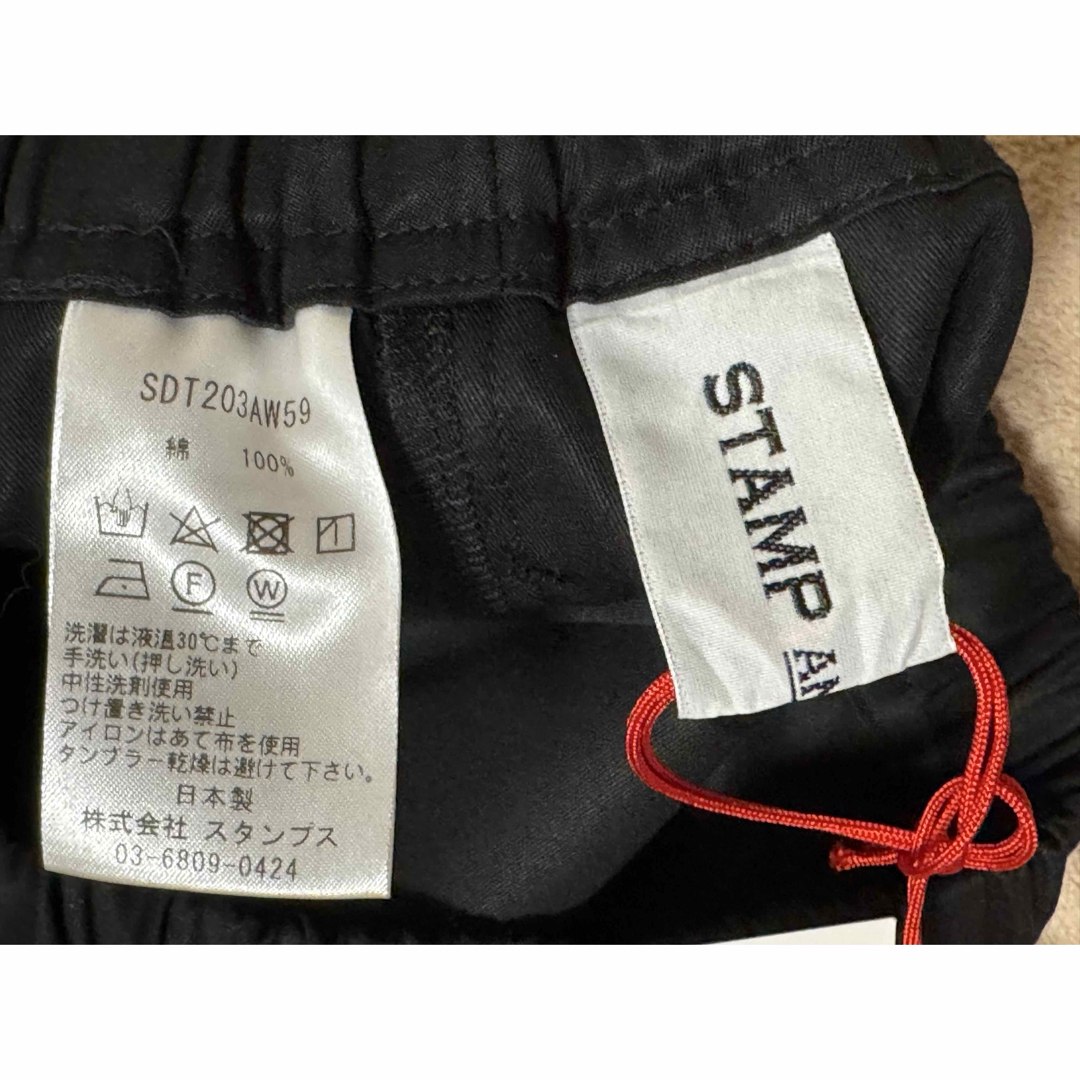 SDT203AW59
綿 100%
F W
洗濯は液温30℃まで
手洗い(押し洗い)
中性洗剤使用
つけ置き洗い禁止
アイロンはあて布を使用
タンブラー乾燥は避けて下さい。
日本製
株式会社 スタンプス
03-6809-0424
STAMP AN